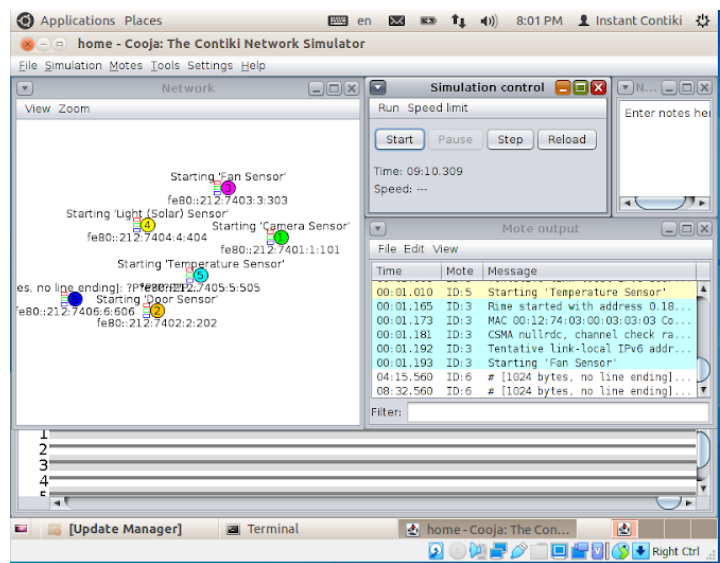 Applications Places en 8:01 PM Instant Contiki
home - Cooja: The Contiki Network Simulator
File Simulation Motes Tools Settings Help
Network
View Zoom
Starting 'Fan Sensor'
3
fe80::212:7403:3:303
Starting 'Light (Solar) Sensor'
4
fe80::212:7404:4:404
Starting 'Camera Sensor'
1
fe80::212:7401:1:101
Starting 'Temperature Sensor'
5
es, no line ending]: 7405:5:505
6
Starting 'Door Sensor'
fe80::212:7406:6:606
2
fe80::212:7402:2:202
Simulation control
Run Speed limit
Start Pause Step Reload
Time: 09:10.309
Speed: ---
N...
Enter notes her
Mote output
File Edit View
Time Mote Message
00:01.010 ID:5 Starting 'Temperature Sensor'
00:01.165 ID:3 Rime started with address 0.18...
00:01.173 ID:3 MAC 00:12:74:03:00:03:03:03 Co...
00:01.181 ID:3 CSMA nullrdc, channel check ra...
00:01.192 ID:3 Tentative link-local IPv6 addr...
00:01.193 ID:3 Starting 'Fan Sensor'
04:15.560 ID:6 # [1024 bytes, no line ending]...
08:32.560 ID:6 # [1024 bytes, no line ending]...
Filter:
1
2
3
4
[Update Manager] Terminal home - Cooja: The Con...
Right Ctrl